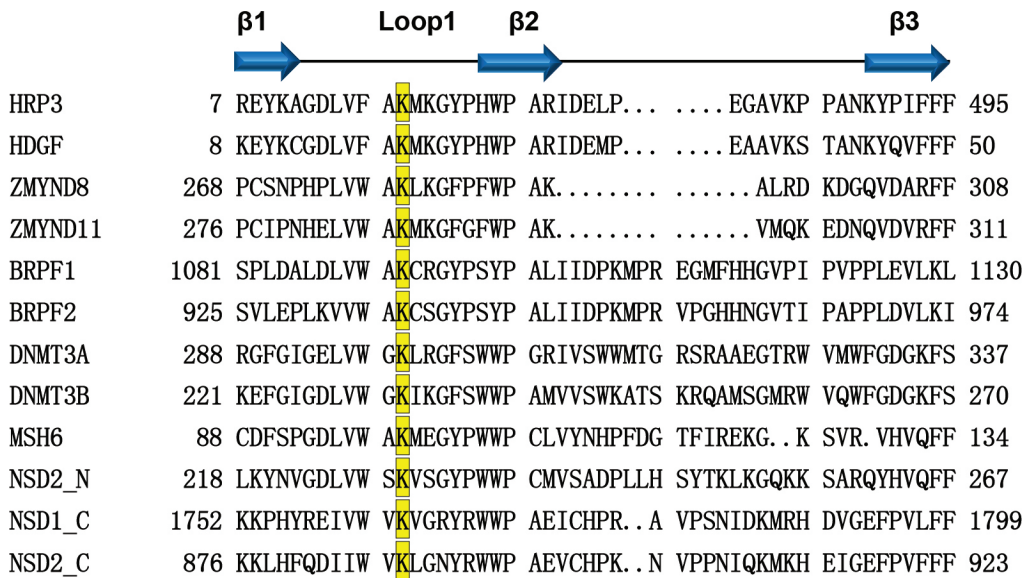 β1 Loop1 β2 β3
HRP3 7 REYKAGDLVF AKMKGYPHWP ARIDELP... ....EGAVKP PANKYPIFFF 495
HDGF 8 KEYKCGDLVF AKMKGYPHWP ARIDEMP... ....EAAVKS TANKYQVFFF 50
ZMYND8 268 PCSNPHPLVW AKLKGFPFWP AK........ ......ALRD KDGQVDARFF 308
ZMYND11 276 PCIPNHELVW AKMKGFGFWP AK........ ......VMQK EDNQVDVRFF 311
BRPF1 1081 SPLDALDLVW AKCRGYPSYP ALIIDPKMPR EGMFHHGVPI PVPPLEVLKL 1130
BRPF2 925 SVLEPLKVVW AKCSGYPSYP ALIIDPKMPR VPGHHNGVTI PAPPLDVLKI 974
DNMT3A 288 RGFGIGELVW GKLRGFSWWP GRIVSWWMTG RSRAAEGTRW VMWFGDGKFS 337
DNMT3B 221 KEFGIGDLVW GKIKGFSWWP AMVVSWKATS KRQAMSGMRW VQWFGDGKFS 270
MSH6 88 CDFSPGDLVW AKMEGYPWWP CLVYNHPFDG TFIREKG..K SVR.VHVQFF 134
NSD2_N 218 LKYNVGDLVW SKVSGYPWWP CMVSADPLLH SYTKLKGQKK SARQYHVQFF 267
NSD1_C 1752 KKPHYREIVW VKVGRYRWWP AEICHPR..A VPSNIDKMRH DVGEFPVLFF 1799
NSD2_C 876 KKLHFQDIIW VKLGNYRWWP AEVCHPK..N VPPNIQKMKH EIGEFPVFFF 923